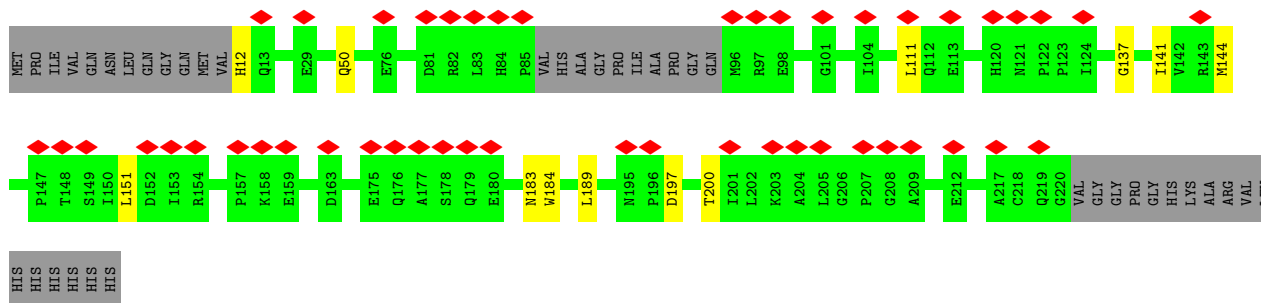 MET PRO ILE VAL GLN ASN LEU GLN GLY GLN MET VAL H12 Q13 E29 Q50 E76 D81 R82 L83 H84 P85 VAL HIS ALA GLY PRO ILE ALA PRO GLY GLN M96 R97 E98 G101 I104 L111 Q112 E113 H120 N121 P122 P123 I124 G137 I141 V142 R143 M144
P147 T148 S149 I150 L151 D152 I153 R154 P157 K158 E159 D163 E175 Q176 A177 S178 Q179 E180 N183 W184 L189 N195 P196 D197 T200 I201 L202 K203 A204 L205 G206 P207 G208 A209 E212 A217 C218 Q219 G220 VAL GLY GLY PRO GLY HIS LYS ALA ARG VAL
HIS HIS HIS HIS HIS HIS